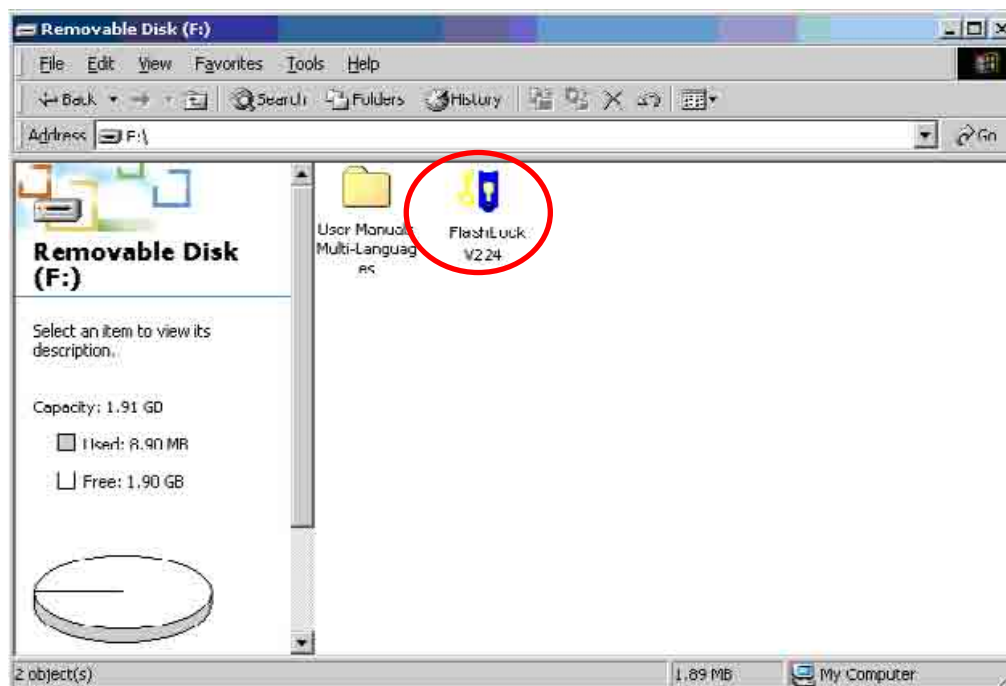 Removable Disk (F:)
File Edit View Favorites Tools Help
Back Search Folders History
Address F:\ Go
Removable Disk
(F:)
Select an item to view its
description.
Capacity: 1.91 GB
Used: 8.90 MB
Free: 1.90 GB
User Manuals
Multi-Languag
es
FlashLock
V224
2 object(s) 1.89 MB My Computer